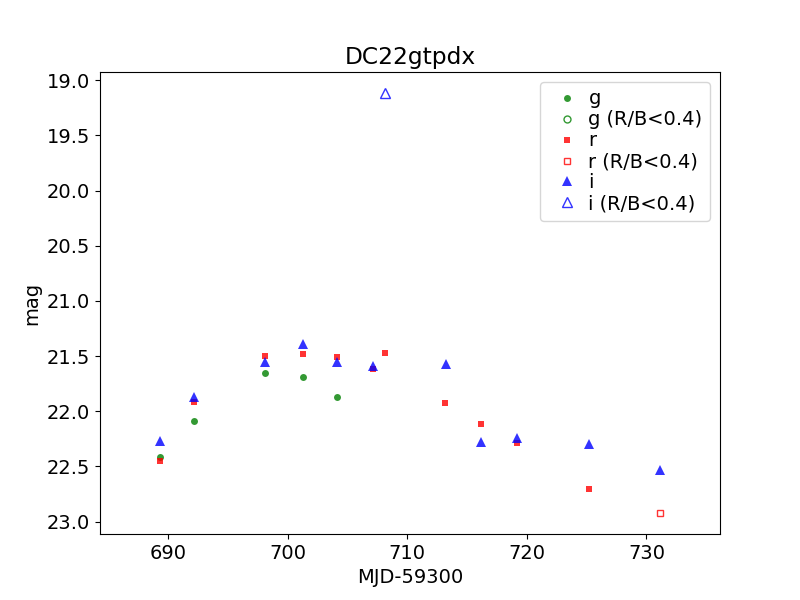 DC22gtpdx
19.0
19.5
20.0
20.5
21.0
21.5
22.0
22.5
23.0
mag
g
g (R/B<0.4)
r
r (R/B<0.4)
i
i (R/B<0.4)
690 700 710 720 730
MJD-59300